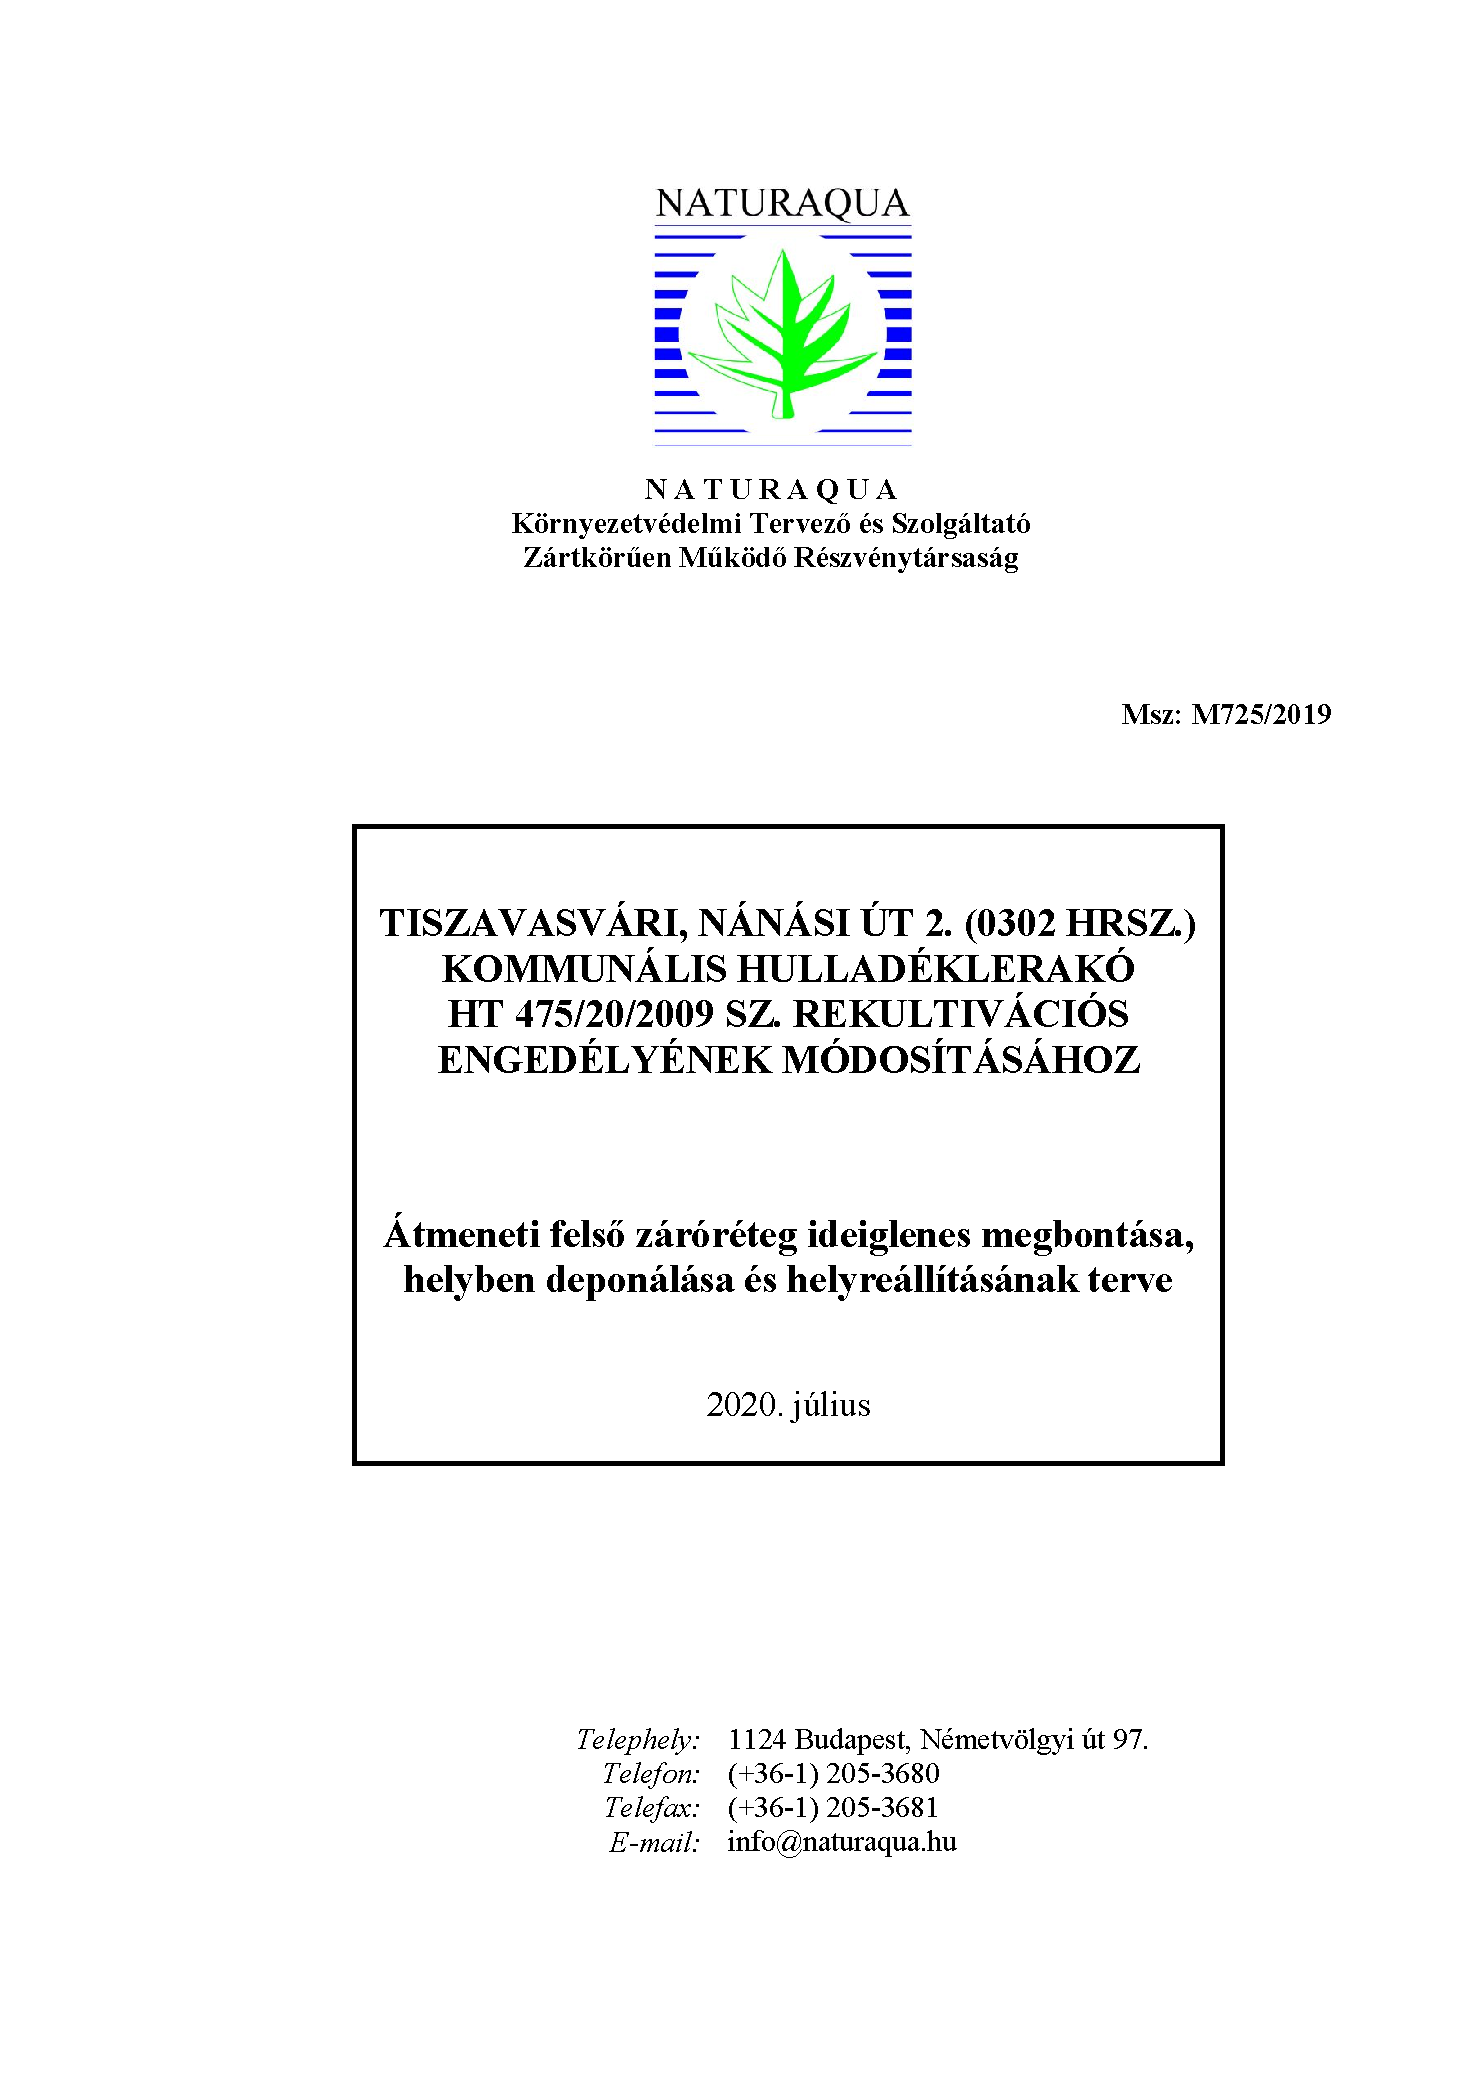 NATURAQUA
N A T U R A Q U A
Környezetvédelmi Tervező és Szolgáltató
Zártkörűen Működő Részvénytársaság
Msz: M725/2019
TISZAVASVÁRI, NÁNÁSI ÚT 2. (0302 HRSZ.)
KOMMUNÁLIS HULLADÉKLERAKÓ
HT 475/20/2009 SZ. REKULTIVÁCIÓS
ENGEDÉLYÉNEK MÓDOSÍTÁSÁHOZ
Átmeneti felső záróréteg ideiglenes megbontása,
helyben deponálása és helyreállításának terve
2020. július
Telephely: 1124 Budapest, Németvölgyi út 97.
Telefon: (+36-1) 205-3680
Telefax: (+36-1) 205-3681
E-mail: info@naturaqua.hu